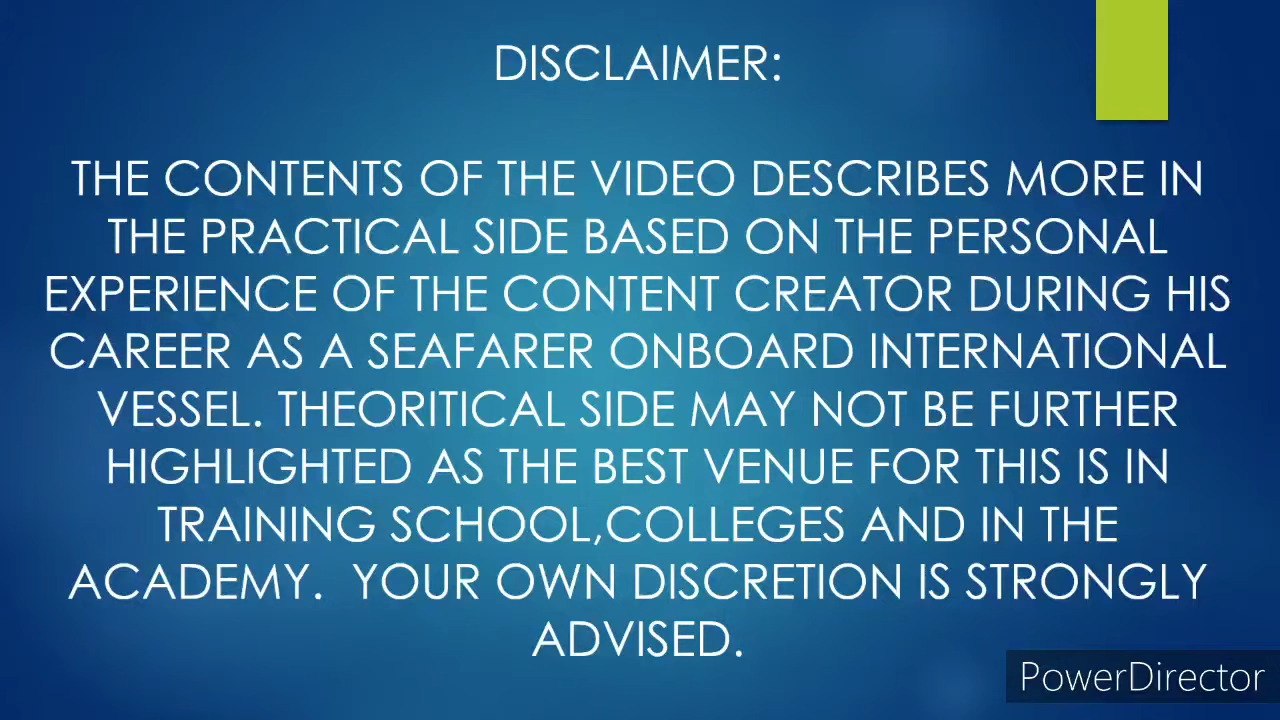 DISCLAIMER:
THE CONTENTS OF THE VIDEO DESCRIBES MORE IN
THE PRACTICAL SIDE BASED ON THE PERSONAL
EXPERIENCE OF THE CONTENT CREATOR DURING HIS
CAREER AS A SEAFARER ONBOARD INTERNATIONAL
VESSEL. THEORITICAL SIDE MAY NOT BE FURTHER
HIGHLIGHTED AS THE BEST VENUE FOR THIS IS IN
TRAINING SCHOOL,COLLEGES AND IN THE
ACADEMY.  YOUR OWN DISCRETION IS STRONGLY
ADVISED.
PowerDirector